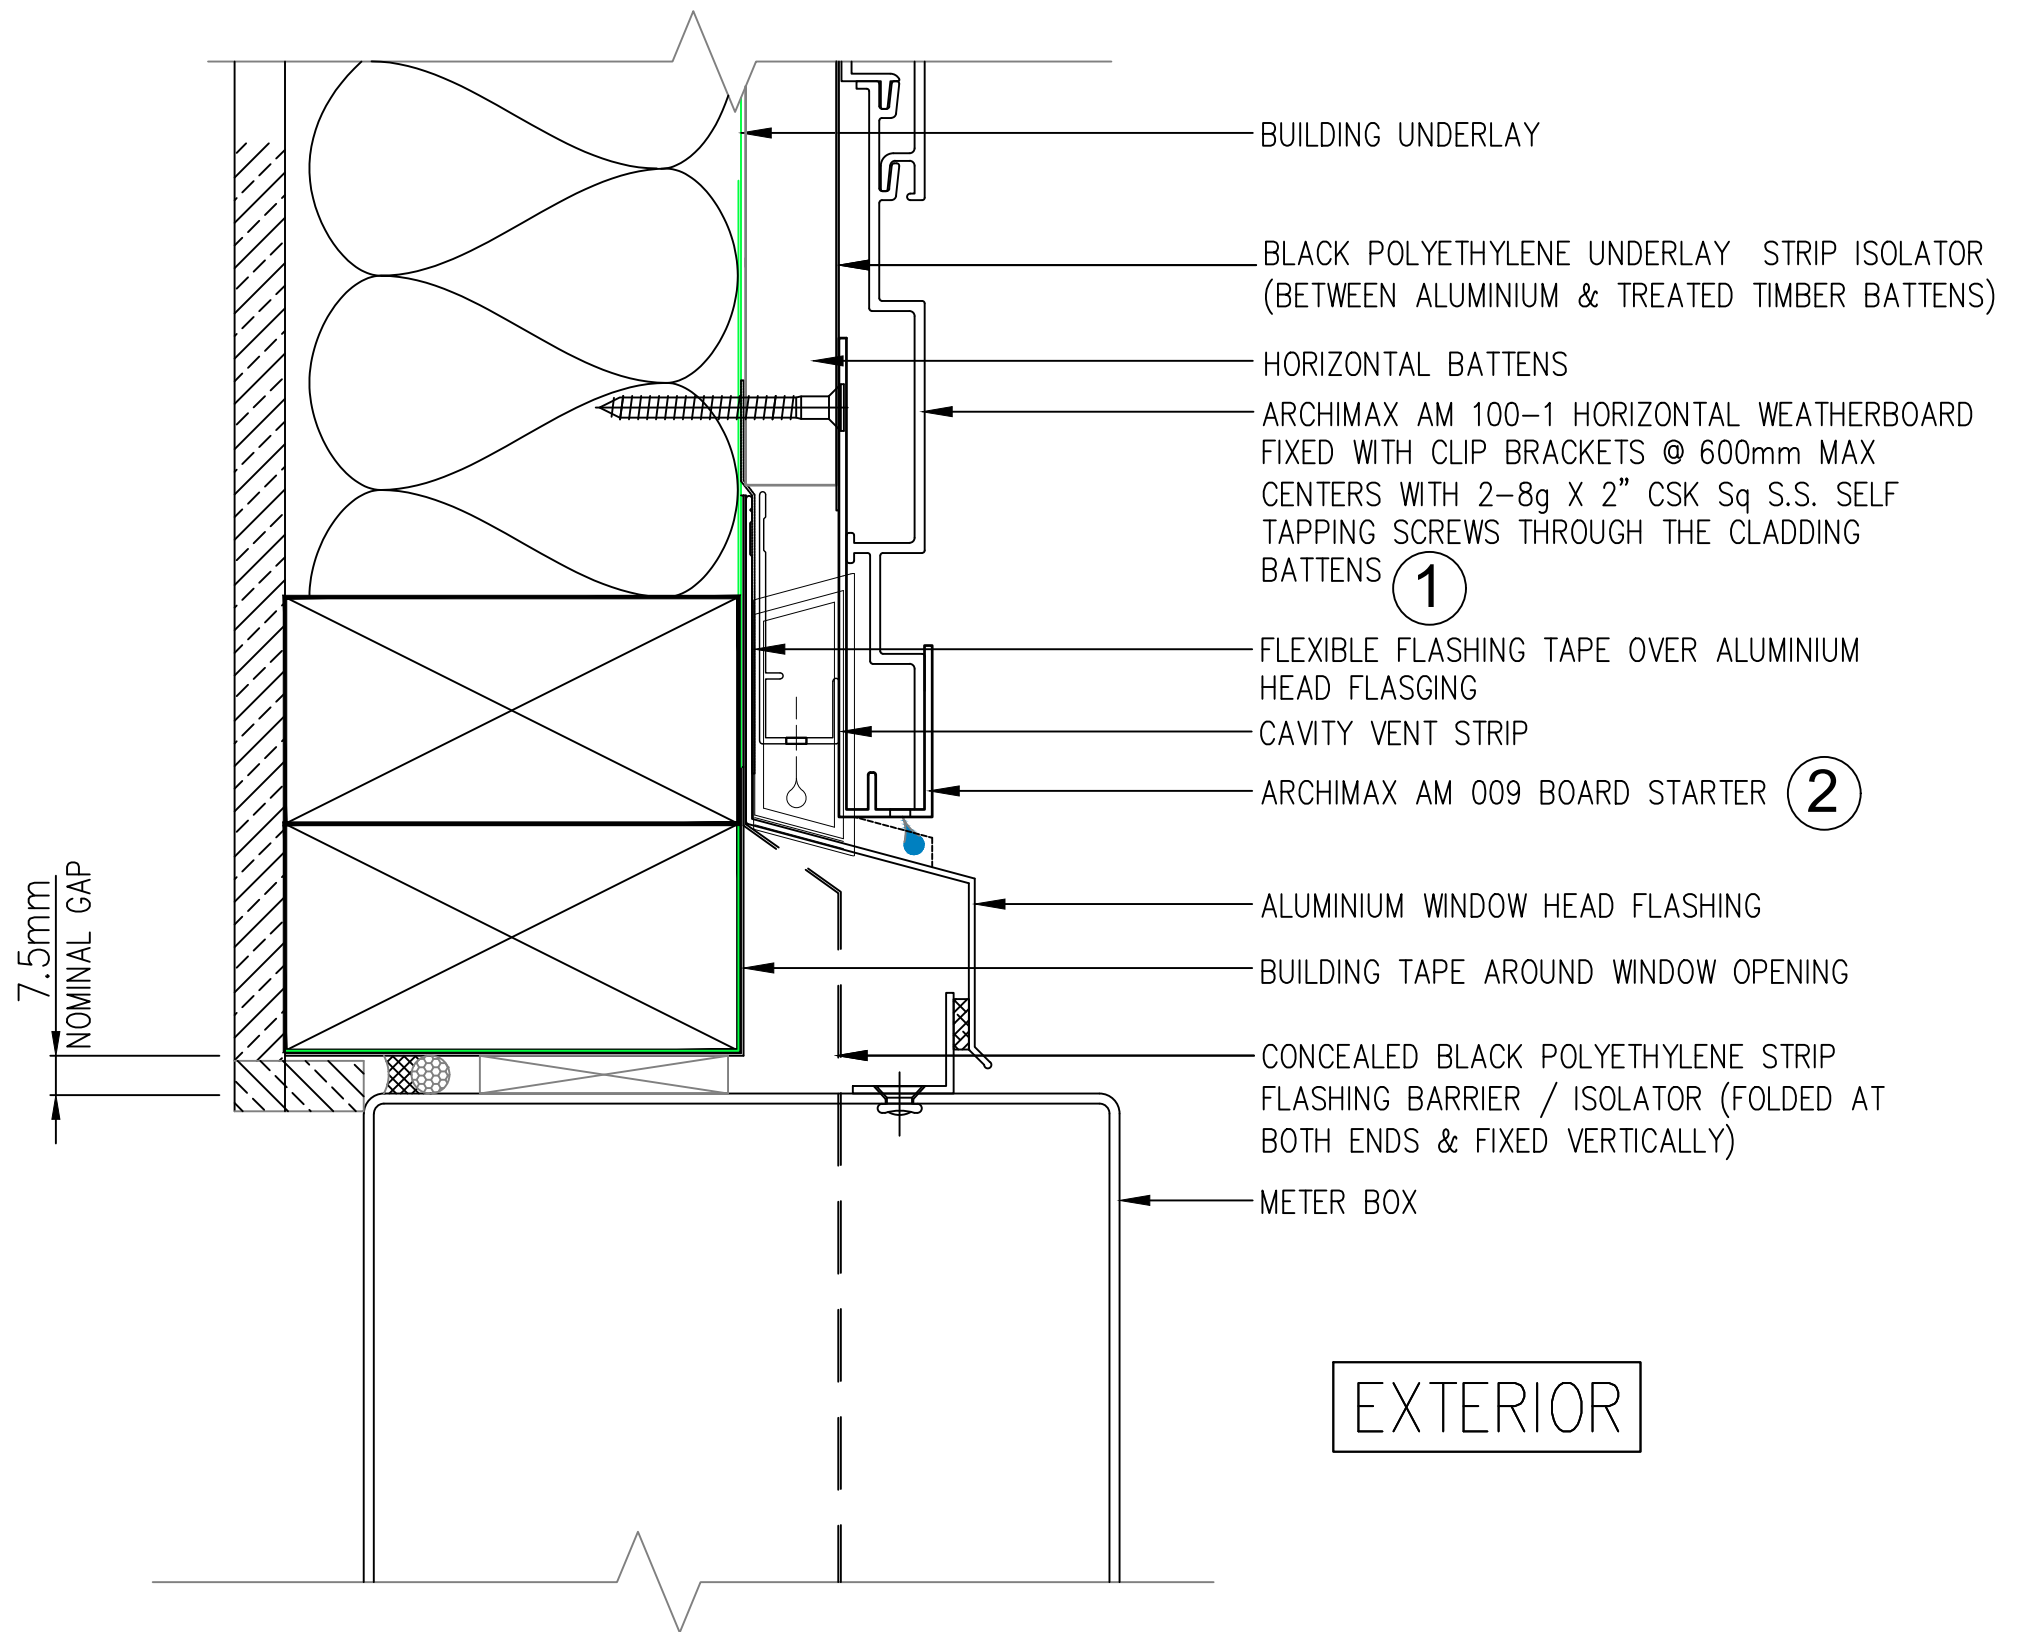 BUILDING UNDERLAY
BLACK POLYETHYLENE UNDERLAY STRIP ISOLATOR
(BETWEEN ALUMINIUM & TREATED TIMBER BATTENS)
HORIZONTAL BATTENS
ARCHIMAX AM 100-1 HORIZONTAL WEATHERBOARD
FIXED WITH CLIP BRACKETS @ 600mm MAX
CENTERS WITH 2-8g X 2" CSK Sq S.S. SELF
TAPPING SCREWS THROUGH THE CLADDING
BATTENS 1
FLEXIBLE FLASHING TAPE OVER ALUMINIUM
HEAD FLASGING
CAVITY VENT STRIP
ARCHIMAX AM 009 BOARD STARTER 2
ALUMINIUM WINDOW HEAD FLASHING
BUILDING TAPE AROUND WINDOW OPENING
7.5mm
NOMINAL GAP
CONCEALED BLACK POLYETHYLENE STRIP
FLASHING BARRIER / ISOLATOR (FOLDED AT
BOTH ENDS & FIXED VERTICALLY)
METER BOX
EXTERIOR